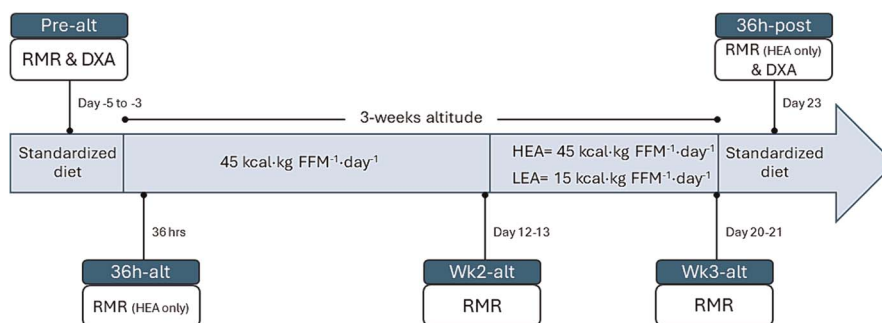 Pre-alt
RMR & DXA
36h-post
RMR (HEA only)
& DXA
Day -5 to -3
3-weeks altitude
Day 23
Standardized
diet
45 kcal·kg FFM⁻¹·day⁻¹
HEA= 45 kcal·kg FFM⁻¹·day⁻¹
LEA= 15 kcal·kg FFM⁻¹·day⁻¹
Standardized
diet
36 hrs
Day 12-13
Day 20-21
36h-alt
RMR (HEA only)
Wk2-alt
RMR
Wk3-alt
RMR